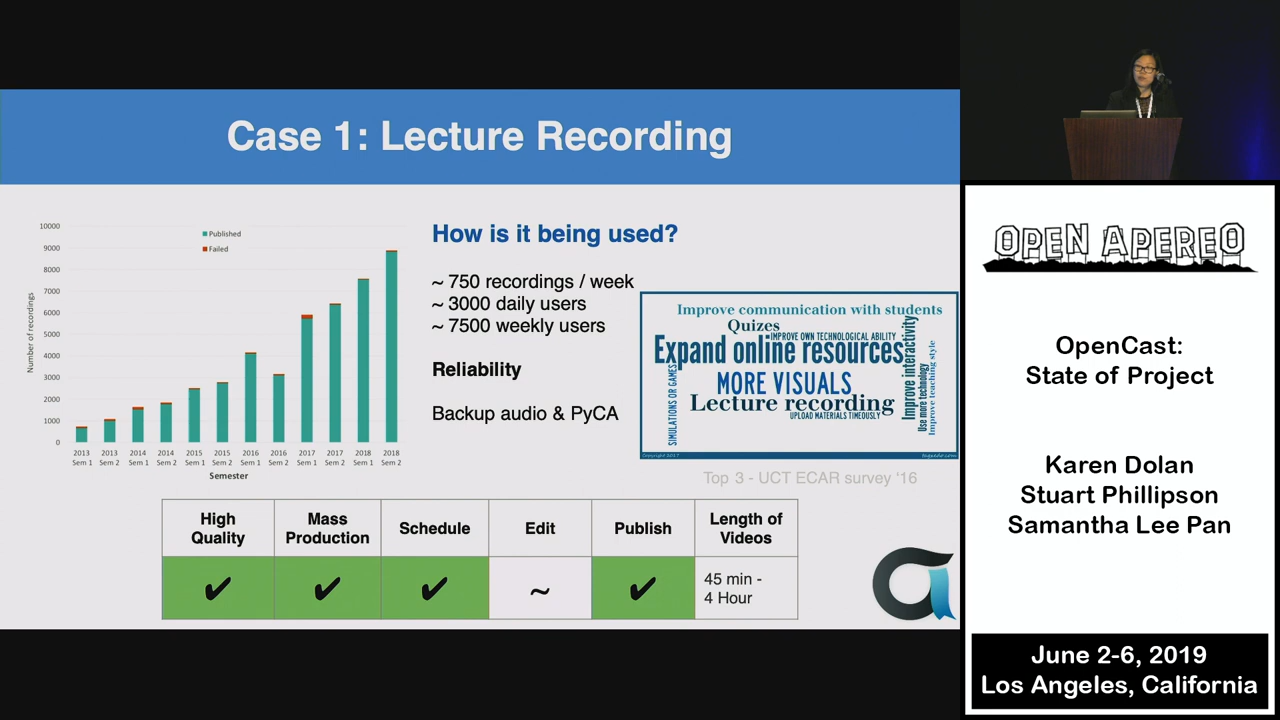 Case 1: Lecture Recording
10000
9000
8000
7000
6000
5000
4000
3000
2000
1000
0
Number of recordings
Published
Failed
2013 Sem 1
2013 Sem 2
2014 Sem 1
2014 Sem 2
2015 Sem 1
2015 Sem 2
2016 Sem 1
2016 Sem 2
2017 Sem 1
2017 Sem 2
2018 Sem 1
2018 Sem 2
Semester
How is it being used?
~ 750 recordings / week
~ 3000 daily users
~ 7500 weekly users
Reliability
Backup audio & PyCA
Improve communication with students
Quizes
IMPROVE OWN TECHNOLOGICAL ABILITY
Expand online resources
MORE VISUALS
Lecture recording
UPLOAD MATERIALS TIMEOUSLY
SIMULATIONS OR GAMES
Improve interactivity
Use more technology
Improve teaching style
Copyright 2017
Tagxedo.com
Top 3 - UCT ECAR survey ‘16
High Quality
Mass Production
Schedule
Edit
Publish
Length of Videos
✔
✔
✔
~
✔
45 min -
4 Hour
OPEN APEREO
OpenCast:
State of Project
Karen Dolan
Stuart Phillipson
Samantha Lee Pan
June 2-6, 2019
Los Angeles, California